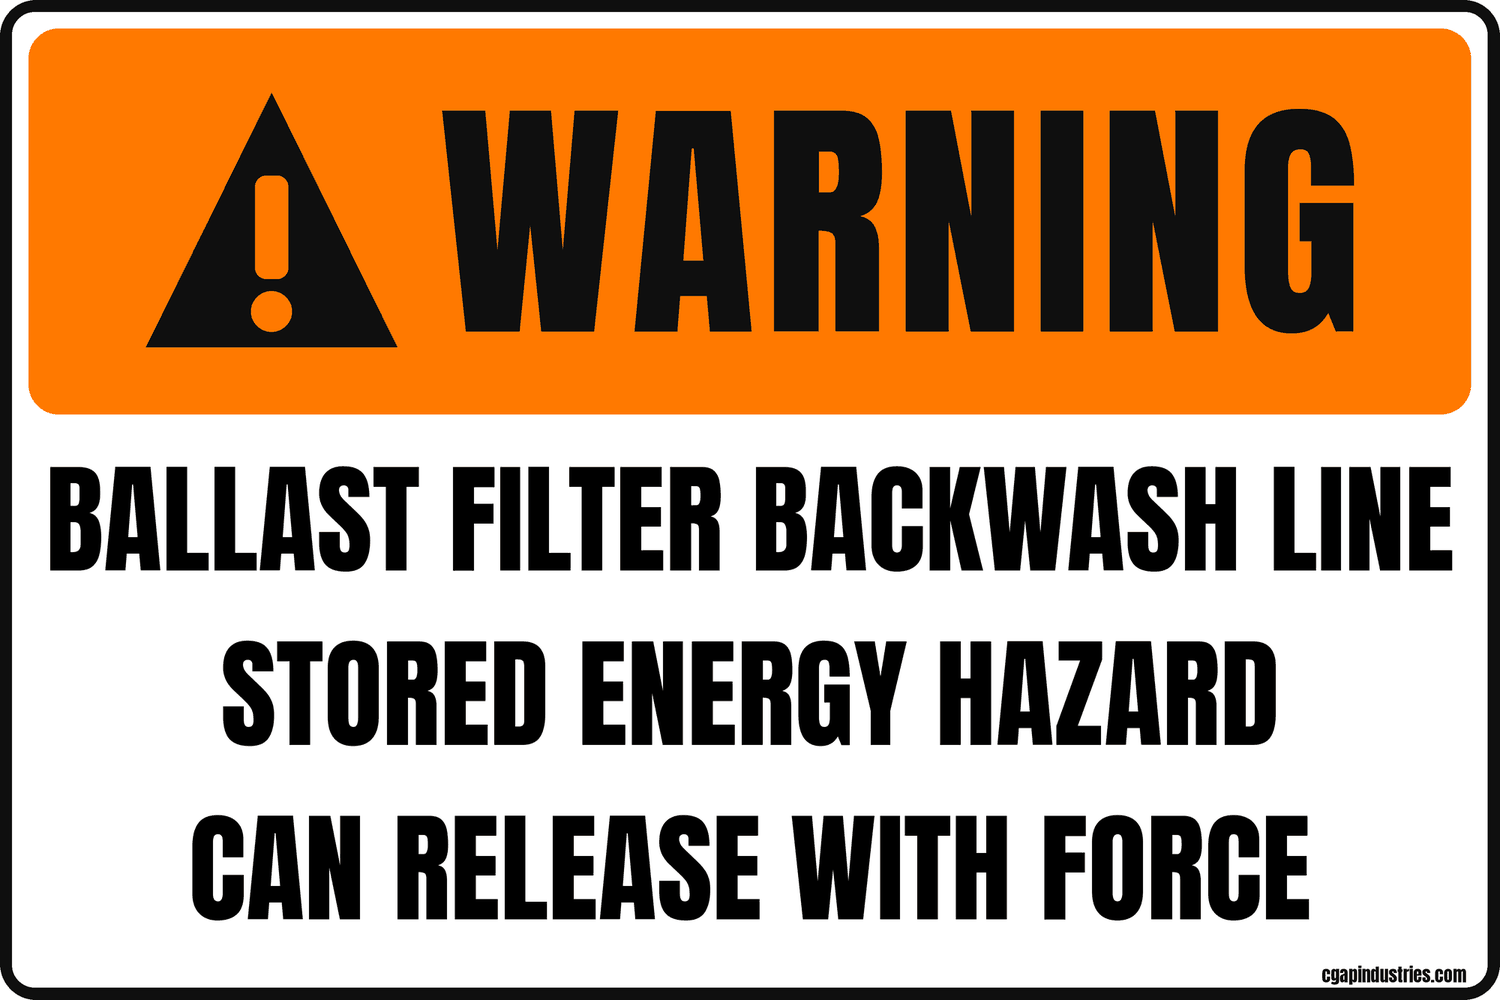 WARNING
BALLAST FILTER BACKWASH LINE
STORED ENERGY HAZARD
CAN RELEASE WITH FORCE
cgapindustries.com